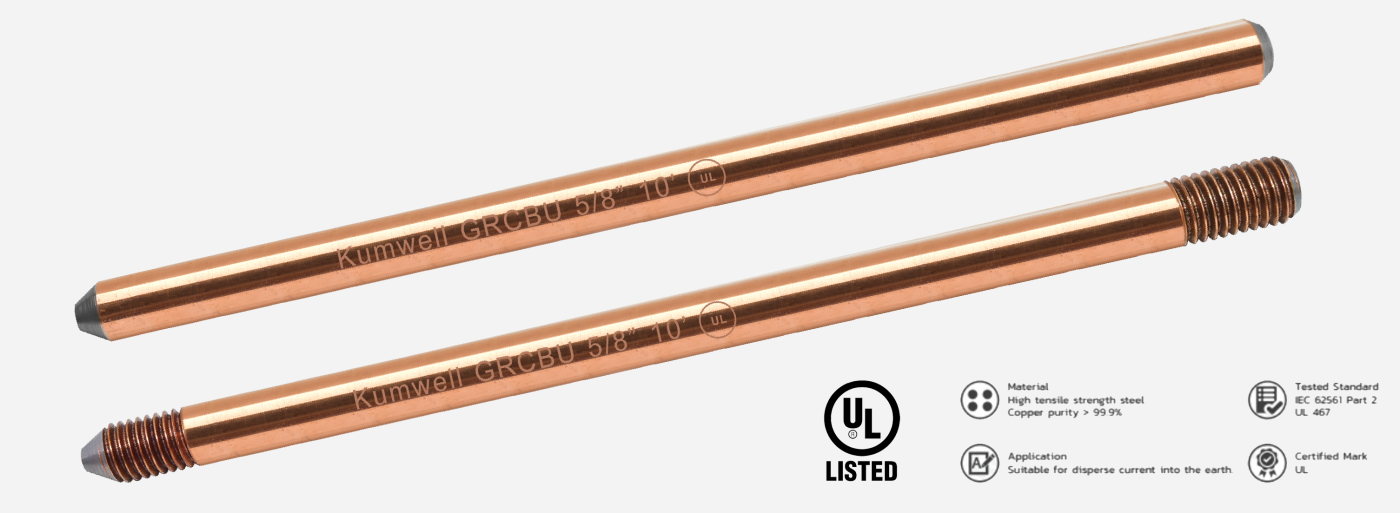 Kumwell GRCBU 5/8" 10' UL
Kumwell GRCBU 5/8" 10' UL
UL
®
LISTED
Material
High tensile strength steel
Copper purity > 99.9%
Application
Suitable for disperse current into the earth.
Tested Standard
IEC 62561 Part 2
UL 467
Certified Mark
UL